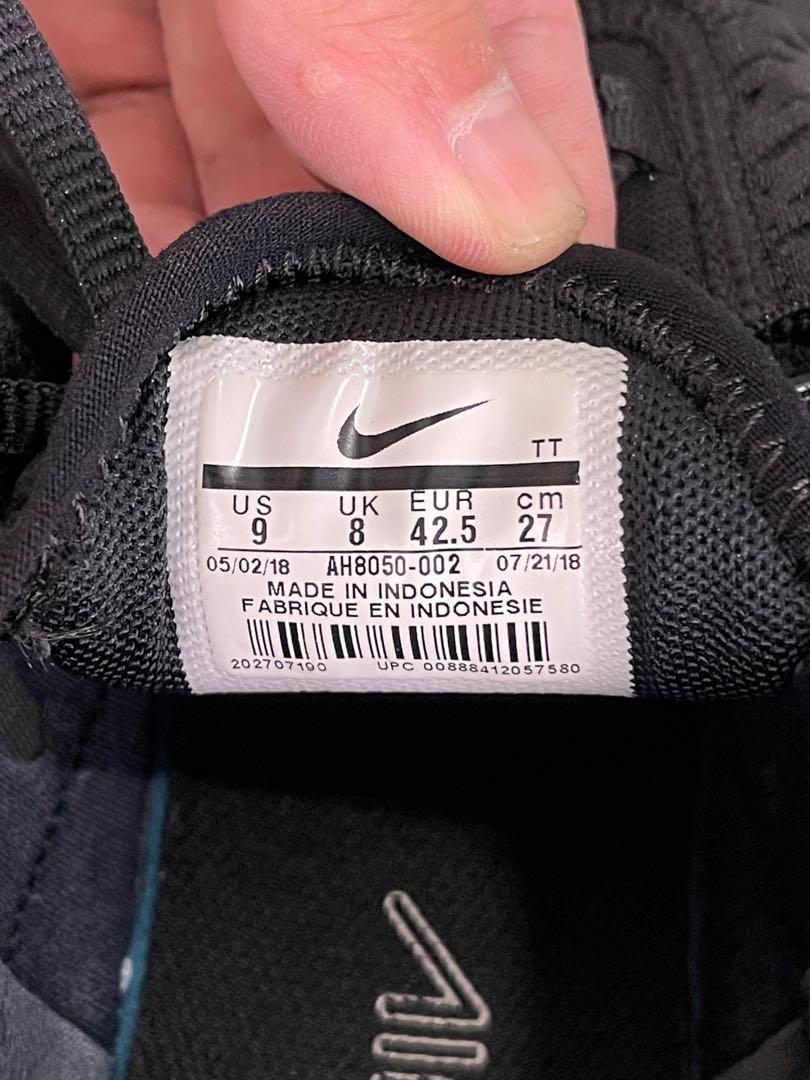 TT
US UK EUR cm
9 8 42.5 27
05/02/18 AH8050-002 07/21/18
MADE IN INDONESIA
FABRIQUE EN INDONESIE
202707190 UPC 00888412057580